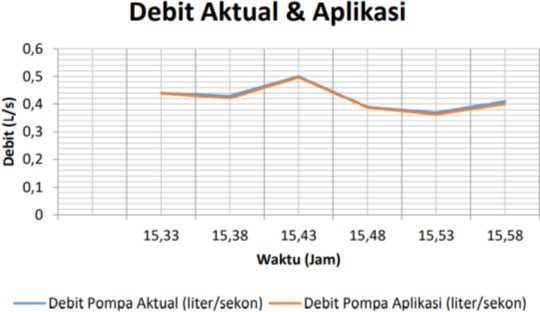 Debit Aktual & Aplikasi
0,6
0,5
0,4
0,3
0,2
0,1
0
Debit (L/s)
15,33 15,38 15,43 15,48 15,53 15,58
Waktu (Jam)
Debit Pompa Aktual (liter/sekon) Debit Pompa Aplikasi (liter/sekon)